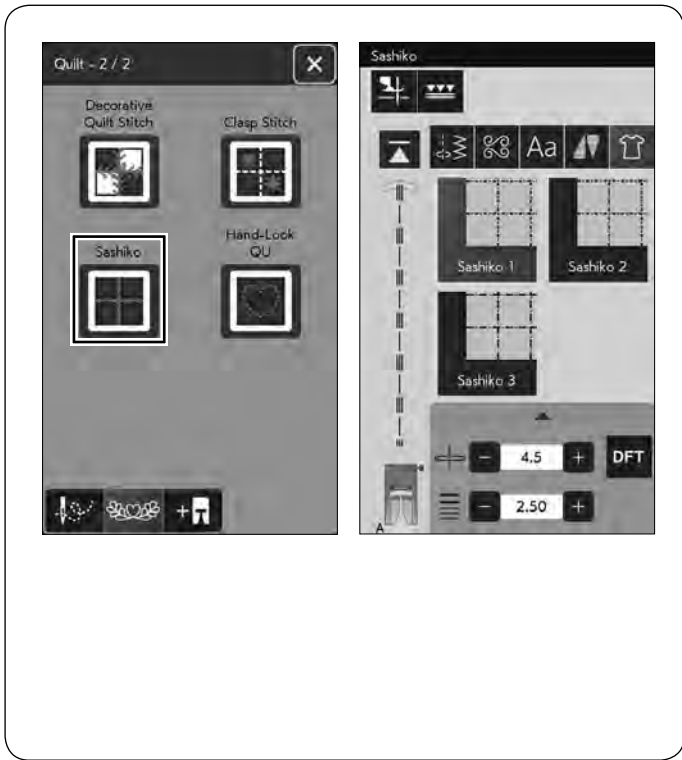 Quilt - 2 / 2
Decorative
Quilt Stitch
Clasp Stitch
Sashiko
Hand-Look
QU
Sashiko
Aa
Sashiko 1
Sashiko 2
Sashiko 3
4.5
DFT
2.50
A